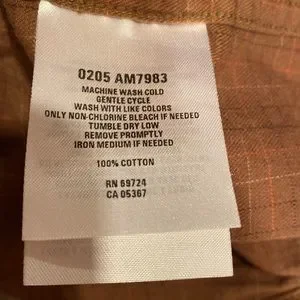 0205 AM7983
MACHINE WASH COLD
GENTLE CYCLE
WASH WITH LIKE COLORS
ONLY NON-CHLORINE BLEACH IF NEEDED
TUMBLE DRY LOW
REMOVE PROMPTLY
IRON MEDIUM IF NEEDED
100% COTTON
RN 69724
CA 05367